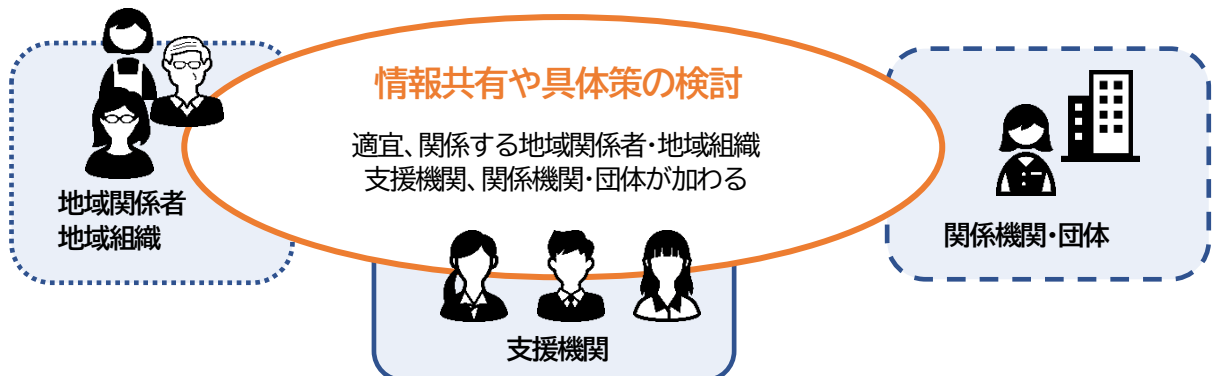 情報共有や具体策の検討
適宜、関係する地域関係者・地域組織
支援機関、関係機関・団体が加わる
地域関係者
地域組織
関係機関・団体
支援機関